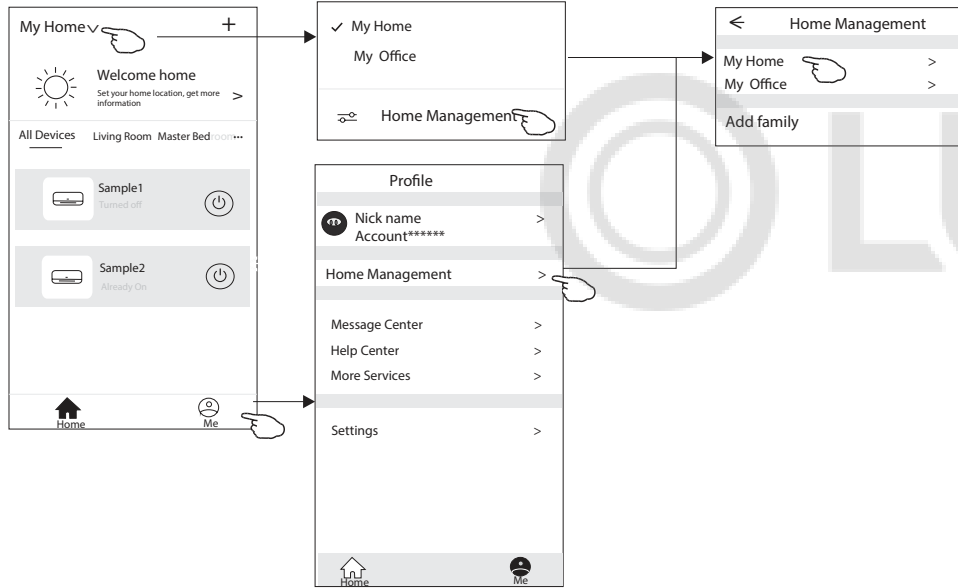 My Home
+
Welcome home
Set your home location, get more
information
>
All Devices Living Room Master Bedroom•••
Sample1
Turned off
Sample2
Already On
Home
Me
✓ My Home
My Office
Home Management
Profile
Nick name >
Account******
Home Management >
Message Center >
Help Center >
More Services >
Settings >
Home
Me
Home Management
My Home >
My Office >
Add family